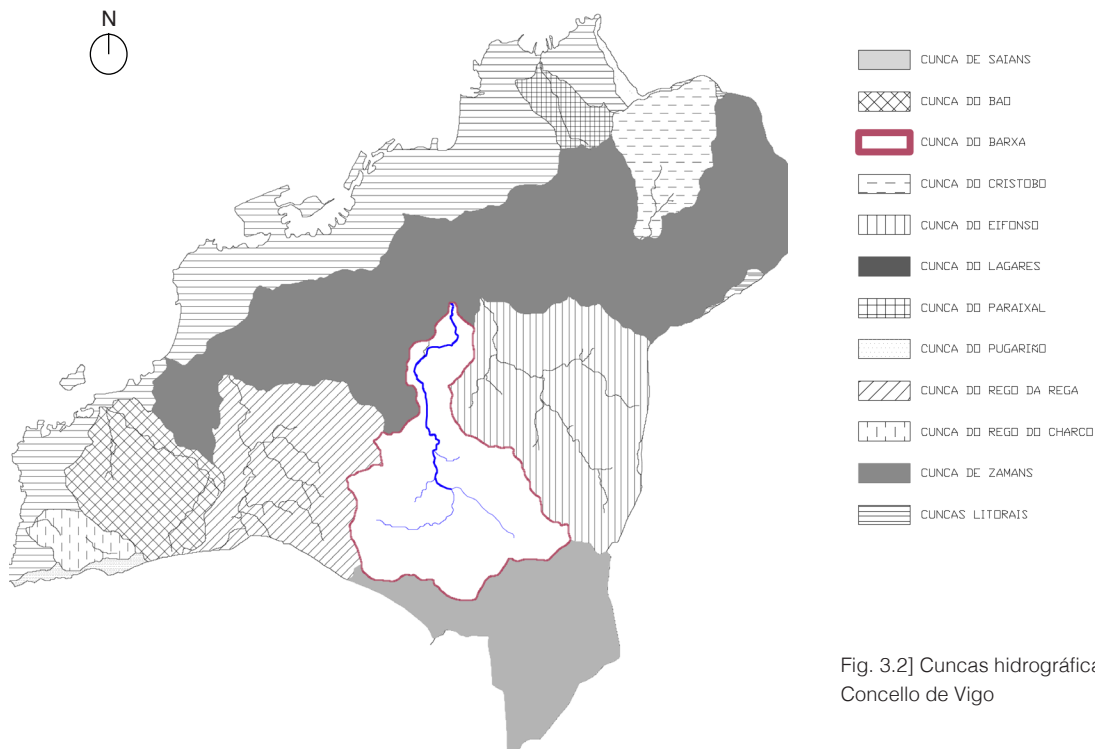 N
CUNCA DE SAIANS
CUNCA DO BAO
CUNCA DO BARXA
CUNCA DO CRISTOBO
CUNCA DO EIFONSO
CUNCA DO LAGARES
CUNCA DO PARAIXAL
CUNCA DO PUGARIÑO
CUNCA DO REGO DA REGA
CUNCA DO REGO DO CHARCO
CUNCA DE ZAMANS
CUNCAS LITORAIS
Fig. 3.2] Cuncas hidrográfica
Concello de Vigo